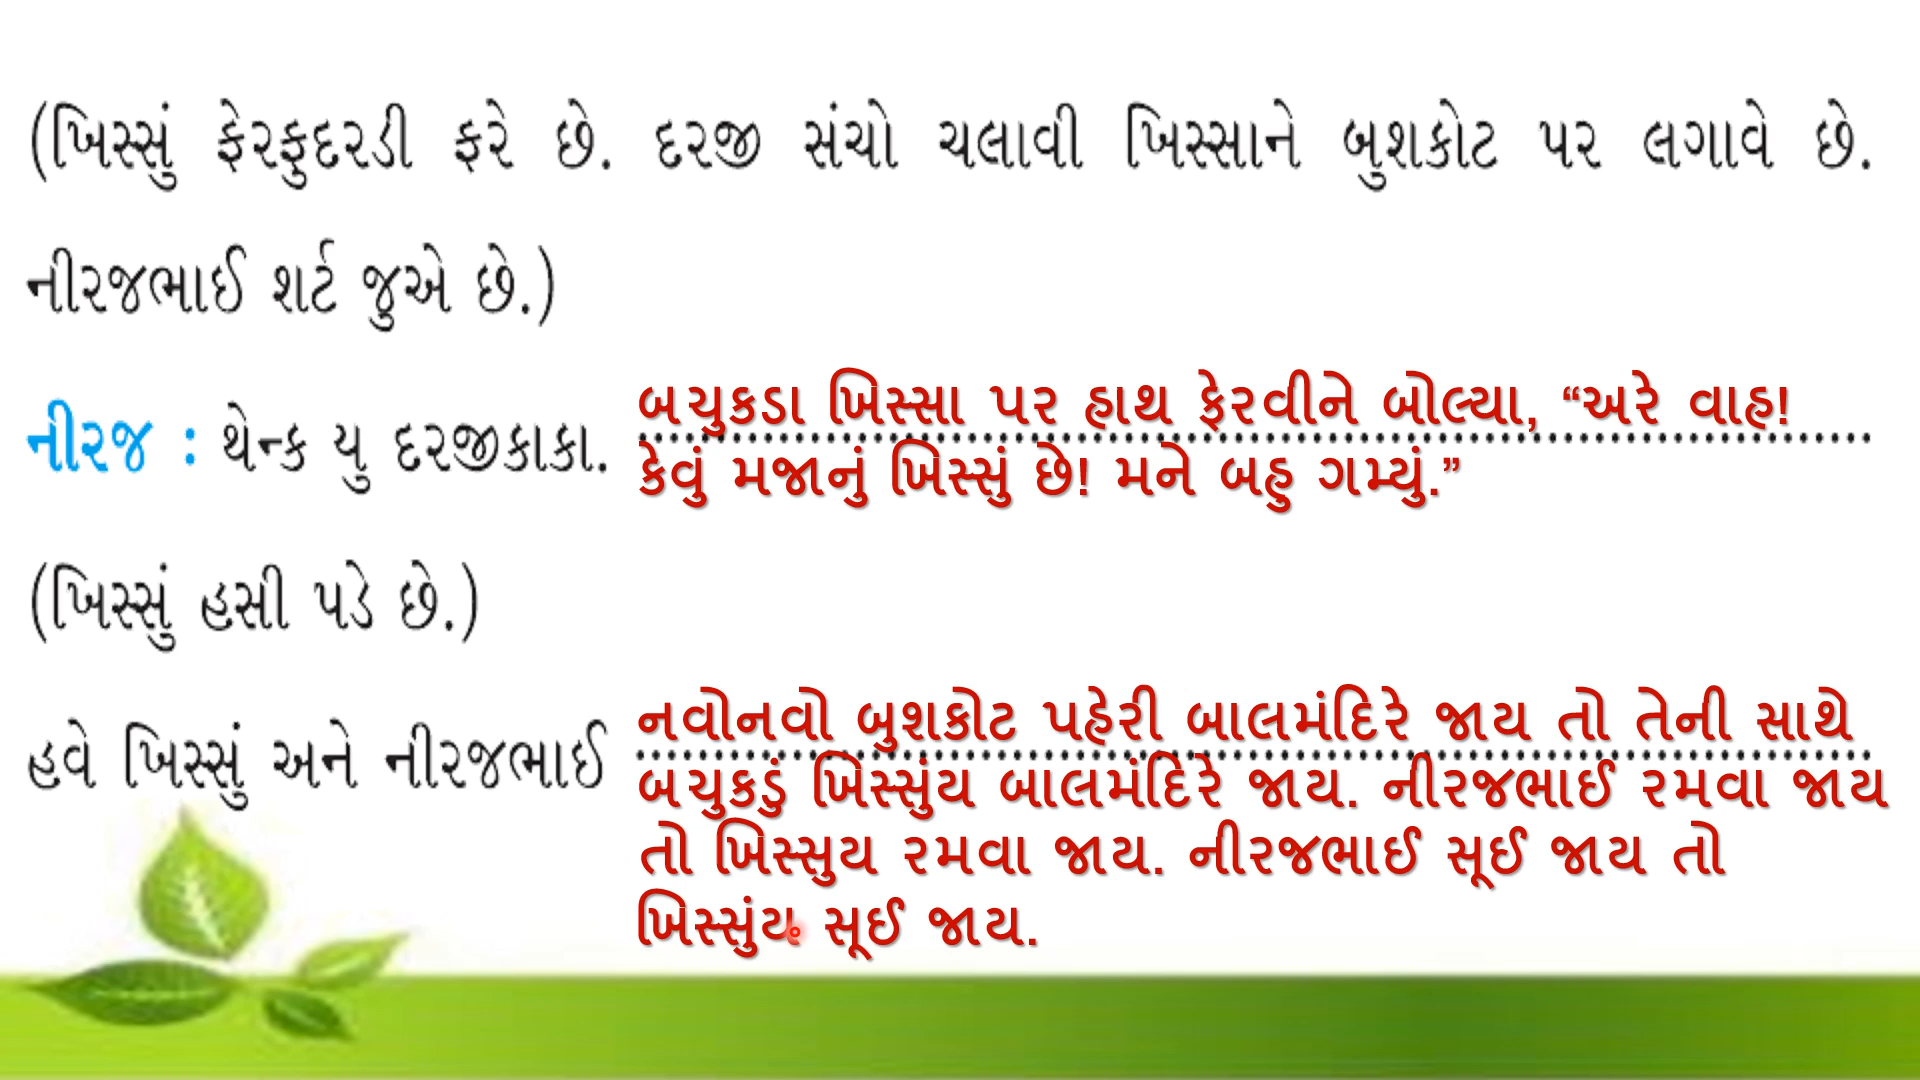 (ખિસ્સું ફેરફુદરડી ફરે છે. દરજી સંચો ચલાવી ખિસ્સાને બુશકોટ પર લગાવે છે.
નીરજભાઈ શર્ટ જુએ છે.)
નીરજ : થેન્ક યુ દરજીકાકા. બચુકડા ખિસ્સા પર હાથ ફેરવીને બોલ્યા, “અરે વાહ!
કેવું મજાનું ખિસ્સું છે! મને બહુ ગમ્યું.”
(ખિસ્સું હસી પડે છે.)
હવે ખિસ્સું અને નીરજભાઈ નવોનવો બુશકોટ પહેરી બાલમંદિરે જાય તો તેની સાથે
બચુકડું ખિસ્સુંય બાલમંદિરે જાય. નીરજભાઈ રમવા જાય
તો ખિસ્સુય રમવા જાય. નીરજભાઈ સૂઈ જાય તો
ખિસ્સુંય સૂઈ જાય.